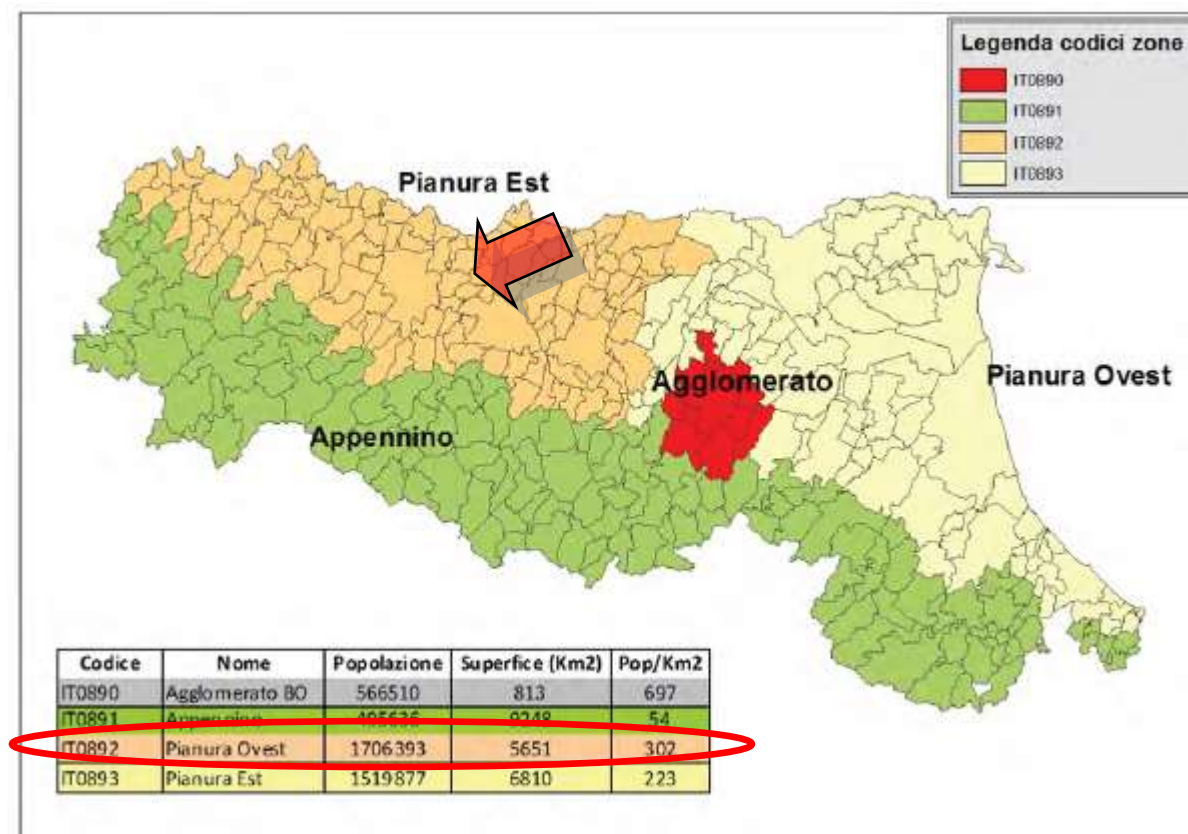 Legenda codici zone
IT0890
IT0891
IT0892
IT0893
Pianura Est
Agglomerato
Pianura Ovest
Appennino
Codice Nome Popolazione Superfice (Km2) Pop/Km2
IT0890 Agglomerato BO 566510 813 697
IT0891 Appennino 495636 9248 54
IT0892 Pianura Ovest 1706393 5651 302
IT0893 Pianura Est 1519877 6810 223